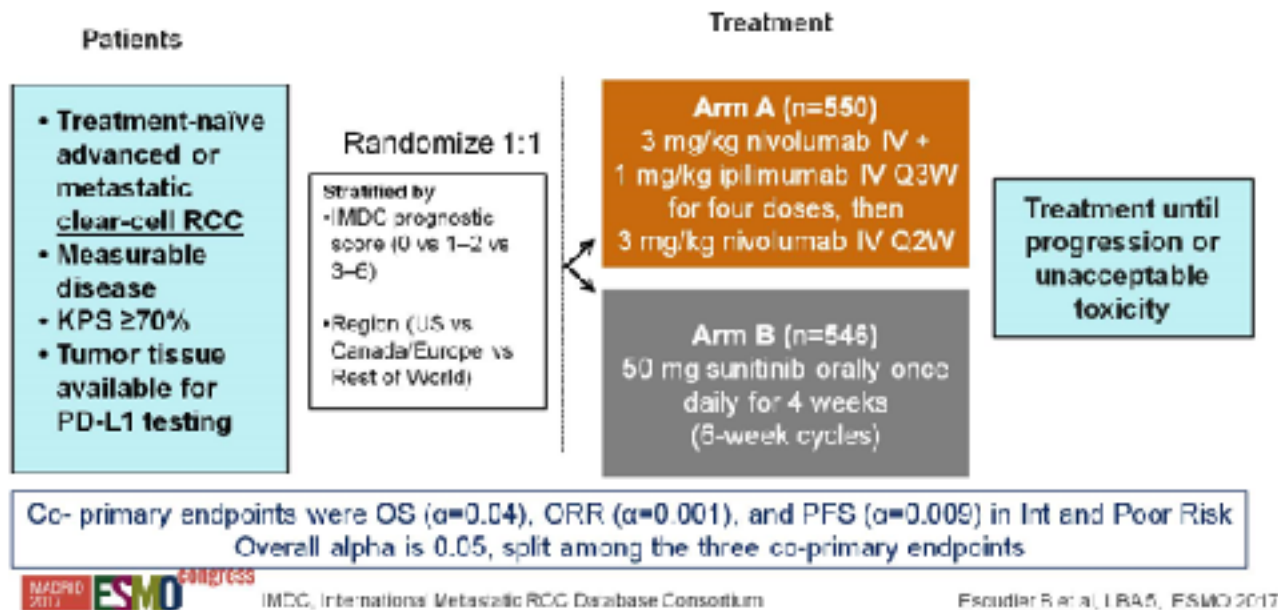 Patients
Treatment
• Treatment-naïve
advanced or
metastatic
clear-cell RCC
• Measurable
disease
• KPS ≥70%
• Tumor tissue
available for
PD-L1 testing
Randomize 1:1
Stratified by
•IMDC prognostic
score (0 vs 1–2 vs
3–6)
•Region (US vs
Canada/Europe vs
Rest of World)
Arm A (n=550)
3 mg/kg nivolumab IV +
1 mg/kg ipilimumab IV Q3W
for four doses, then
3 mg/kg nivolumab IV Q2W
Arm B (n=546)
50 mg sunitinib orally once
daily for 4 weeks
(6-week cycles)
Treatment until
progression or
unacceptable
toxicity
Co- primary endpoints were OS (α=0.04), ORR (α=0.001), and PFS (α=0.009) in Int and Poor Risk
Overall alpha is 0.05, split among the three co-primary endpoints
MADRID
2017
ESMO congress
IMDC, International Metastatic RCC Database Consortium
Escudier B et al, LBA5, ESMO 2017